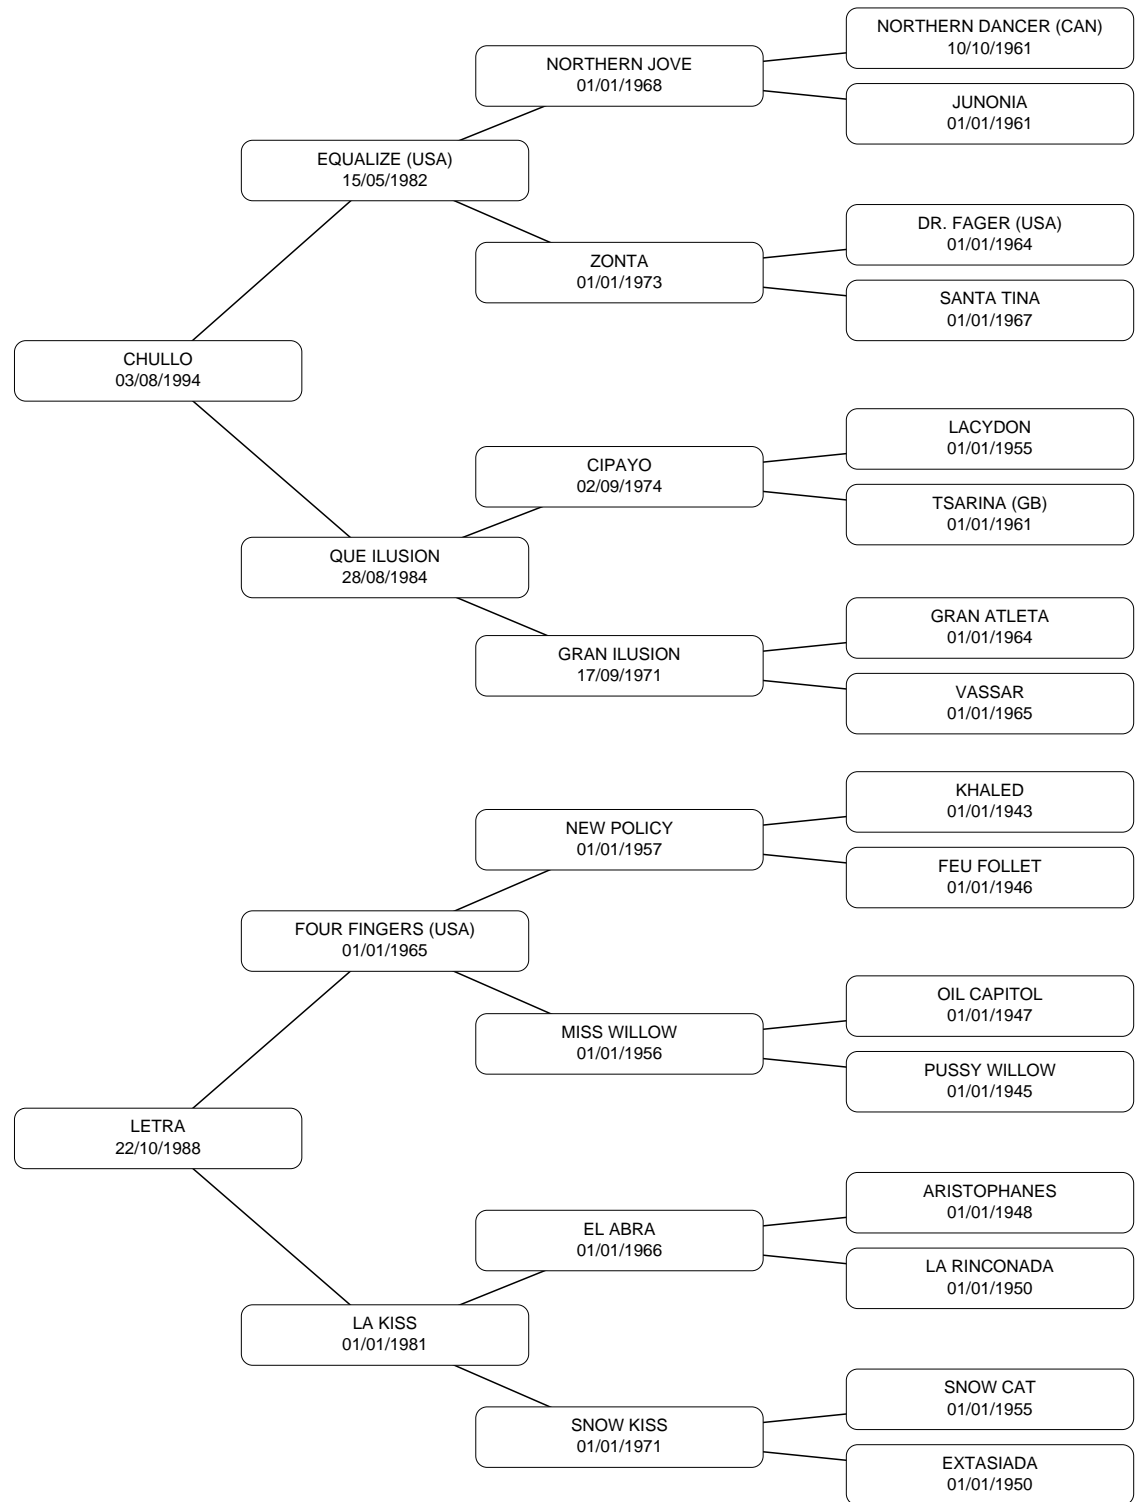 NORTHERN DANCER (CAN)
10/10/1961
NORTHERN JOVE
01/01/1968
JUNONIA
01/01/1961
EQUALIZE (USA)
15/05/1982
DR. FAGER (USA)
01/01/1964
ZONTA
01/01/1973
SANTA TINA
01/01/1967
CHULLO
03/08/1994
LACYDON
01/01/1955
CIPAYO
02/09/1974
TSARINA (GB)
01/01/1961
QUE ILUSION
28/08/1984
GRAN ATLETA
01/01/1964
GRAN ILUSION
17/09/1971
VASSAR
01/01/1965
KHALED
01/01/1943
NEW POLICY
01/01/1957
FEU FOLLET
01/01/1946
FOUR FINGERS (USA)
01/01/1965
OIL CAPITOL
01/01/1947
MISS WILLOW
01/01/1956
PUSSY WILLOW
01/01/1945
LETRA
22/10/1988
ARISTOPHANES
01/01/1948
EL ABRA
01/01/1966
LA RINCONADA
01/01/1950
LA KISS
01/01/1981
SNOW CAT
01/01/1955
SNOW KISS
01/01/1971
EXTASIADA
01/01/1950